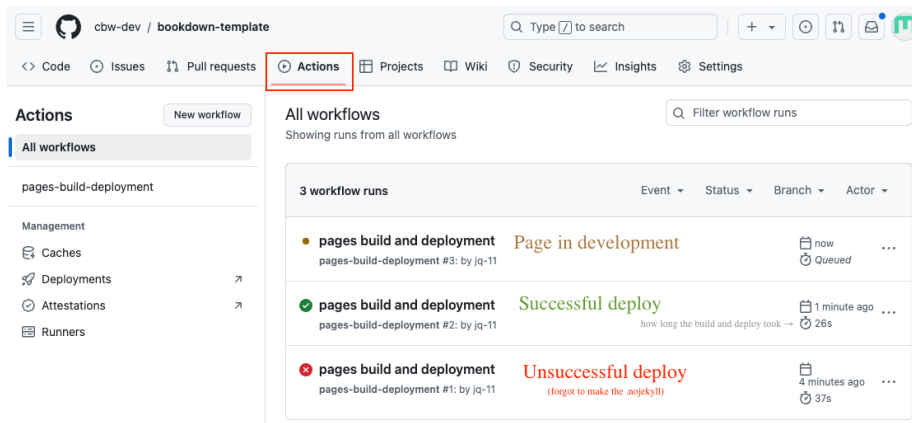 cbw-dev / bookdown-template
Type / to search
Code
Issues
Pull requests
Actions
Projects
Wiki
Security
Insights
Settings
Actions
New workflow
All workflows
pages-build-deployment
Management
Caches
Deployments
Attestations
Runners
All workflows
Showing runs from all workflows
Filter workflow runs
3 workflow runs
Event
Status
Branch
Actor
pages build and deployment
Page in development
now
pages-build-deployment #3: by jq-11
Queued
pages build and deployment
Successful deploy
1 minute ago
pages-build-deployment #2: by jq-11
how long the build and deploy took →
26s
pages build and deployment
Unsuccessful deploy
4 minutes ago
pages-build-deployment #1: by jq-11
(forgot to make the .nojekyll)
37s